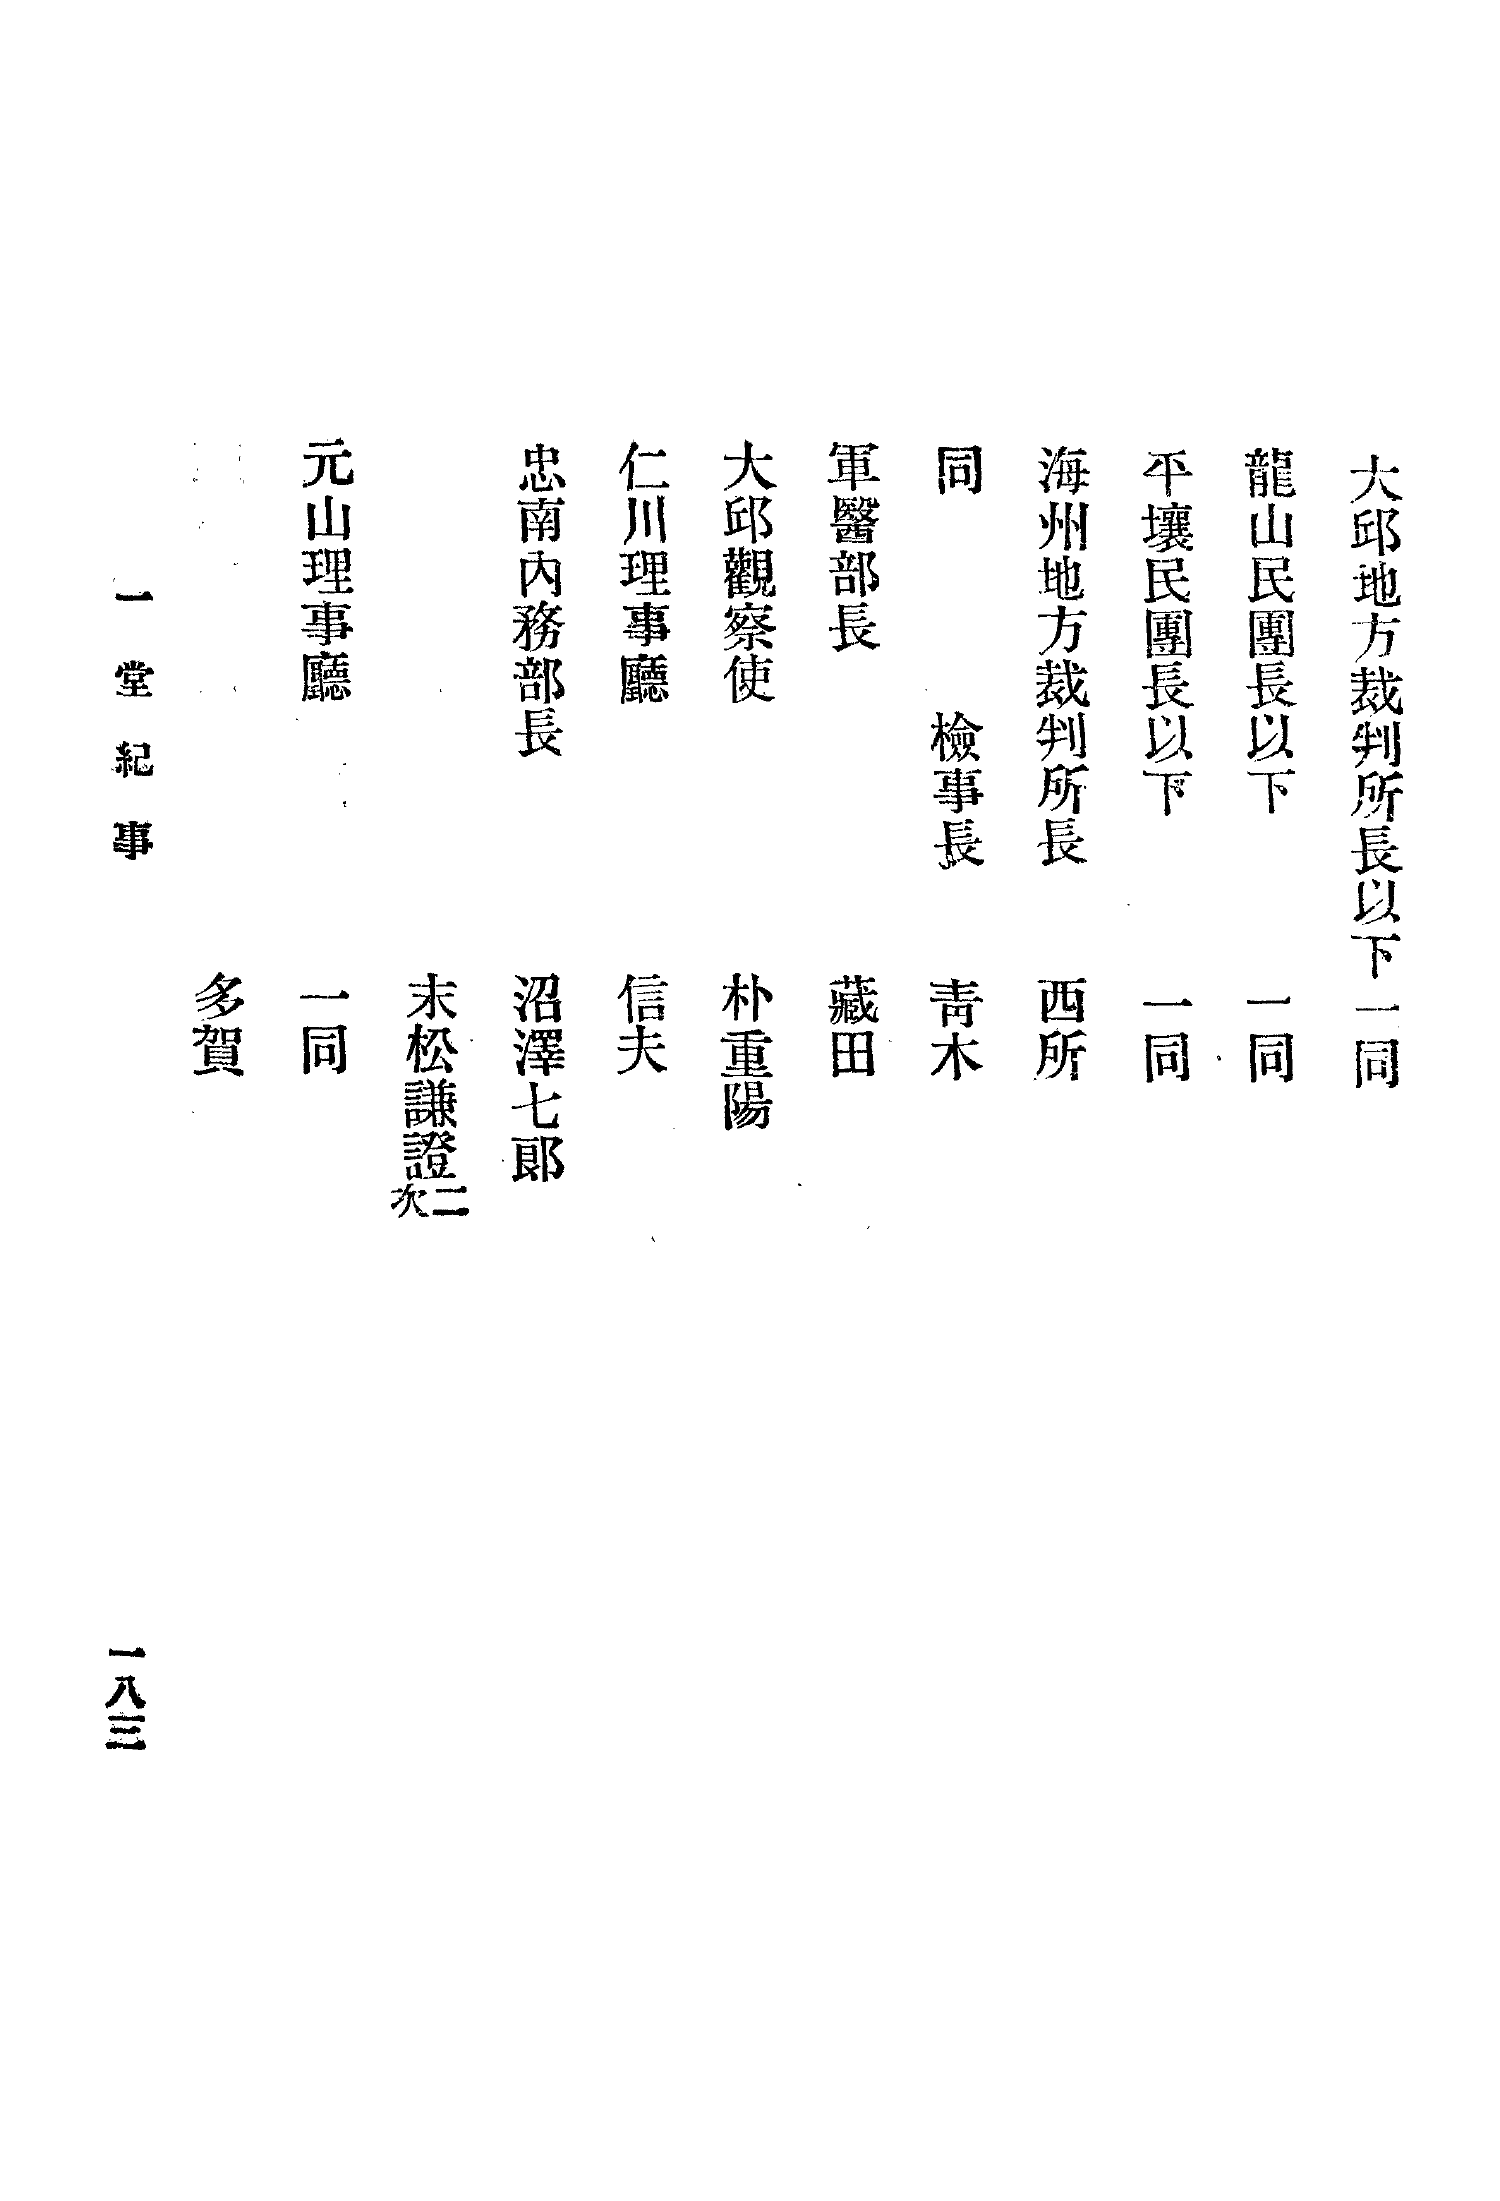 大邱地方裁判所長以下一同
龍山民團長以下　一同
平壤民團長以下　一同
海州地方裁判所長　西所
同　檢事長　靑木
軍醫部長　藏田
大邱觀察使　朴重陽
仁川理事廳　信夫
忠南內務部長　沼澤七郞
末松謙證二次
元山理事廳　一同
多賀
一堂紀事
一八三